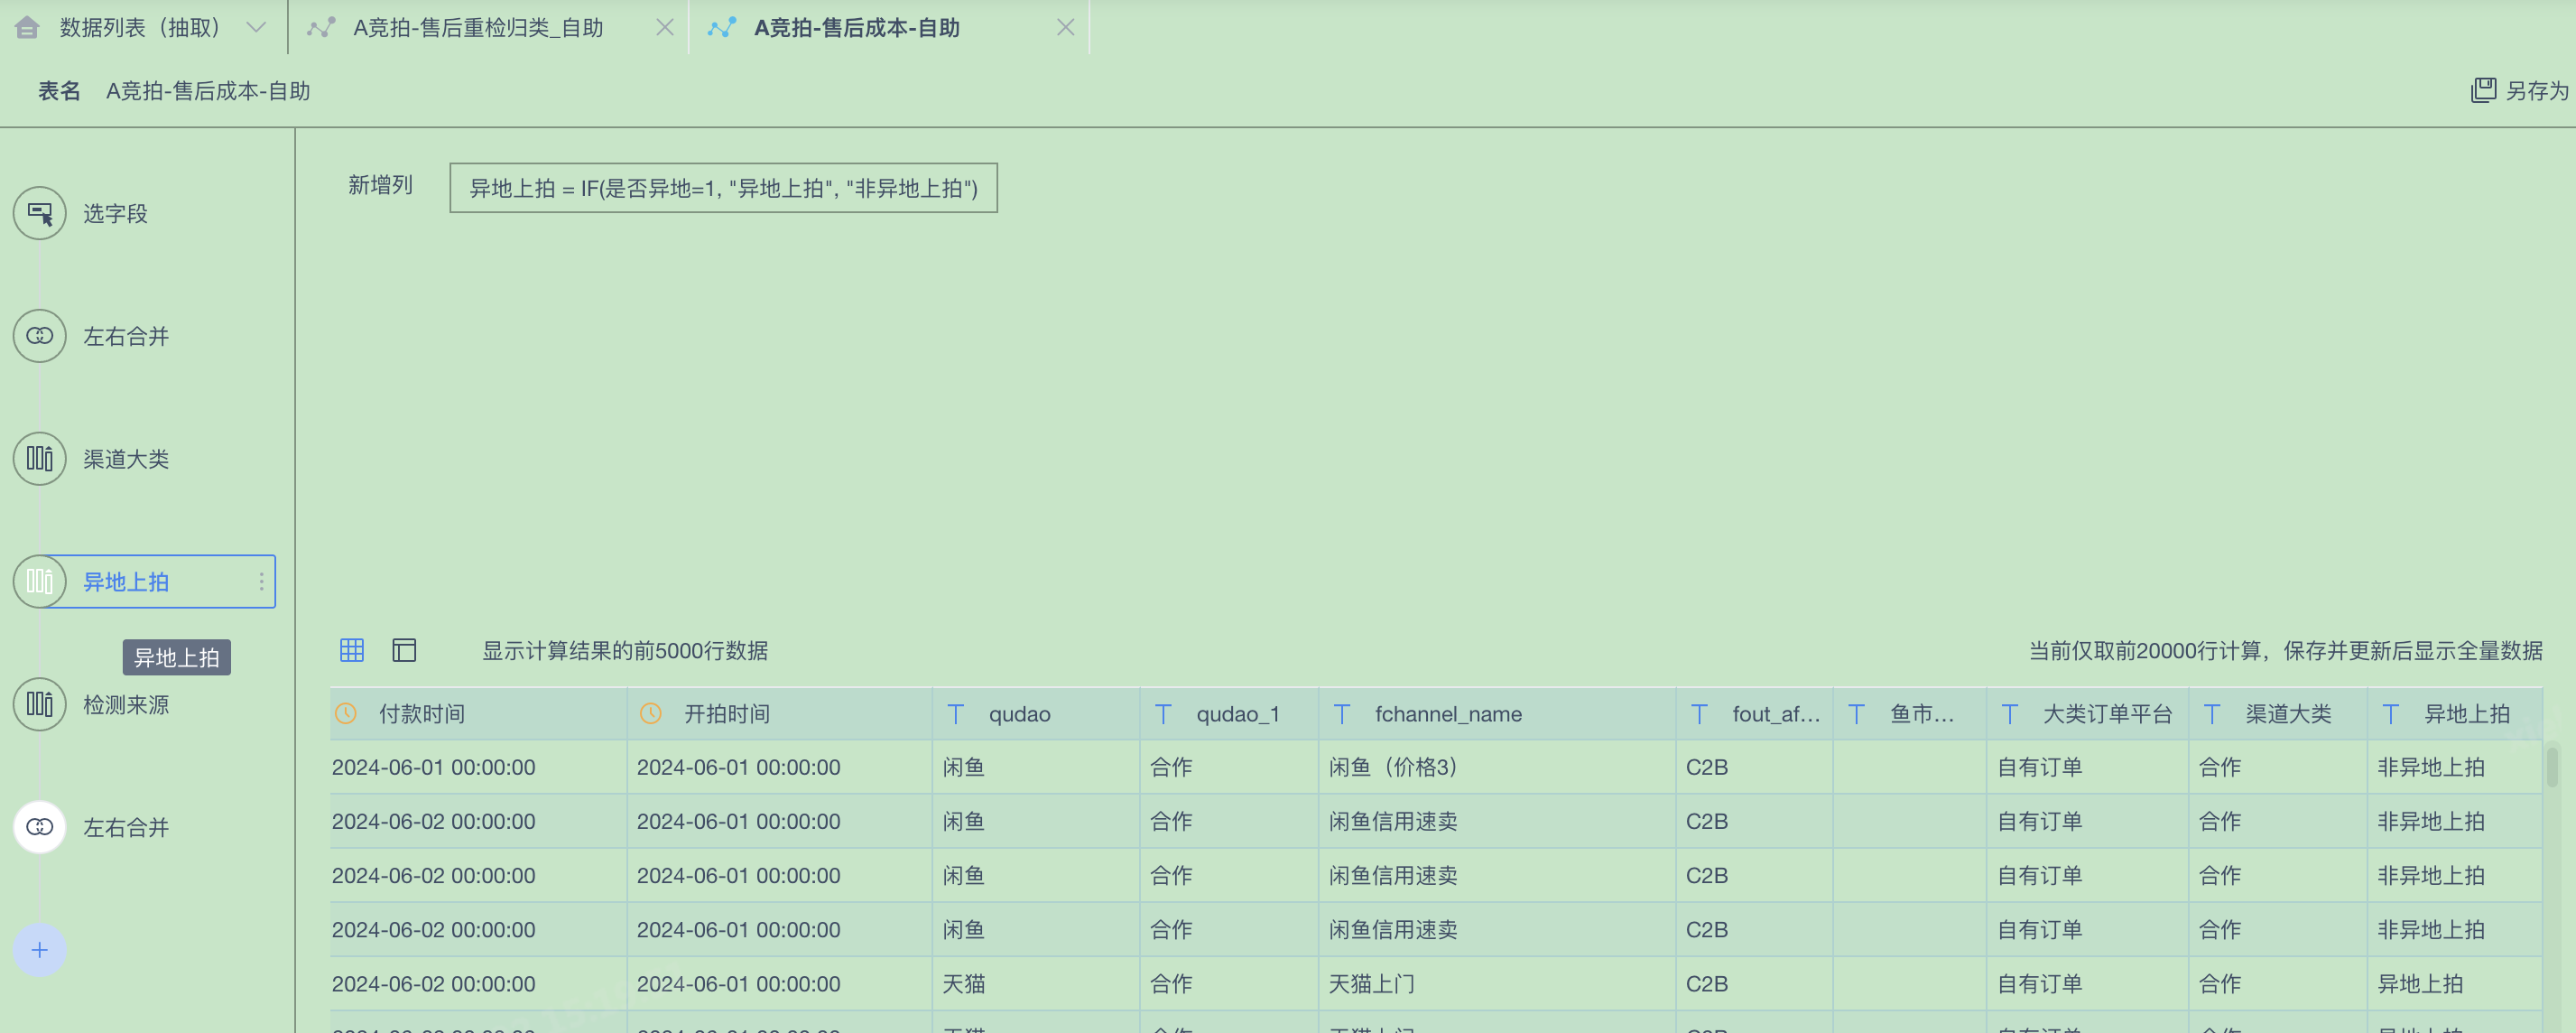 数据列表（抽取） A竞拍-售后重检归类_自助 A竞拍-售后成本-自助
表名 A竞拍-售后成本-自助 另存为
新增列 异地上拍 = IF(是否异地=1, "异地上拍", "非异地上拍")
选字段
左右合并
渠道大类
异地上拍
异地上拍
检测来源
左右合并
显示计算结果的前5000行数据 当前仅取前20000行计算，保存并更新后显示全量数据
付款时间 开拍时间 qudao qudao_1 fchannel_name fout_af... 鱼市... 大类订单平台 渠道大类 异地上拍
2024-06-01 00:00:00 2024-06-01 00:00:00 闲鱼 合作 闲鱼（价格3） C2B 自有订单 合作 非异地上拍
2024-06-02 00:00:00 2024-06-01 00:00:00 闲鱼 合作 闲鱼信用速卖 C2B 自有订单 合作 非异地上拍
2024-06-02 00:00:00 2024-06-01 00:00:00 闲鱼 合作 闲鱼信用速卖 C2B 自有订单 合作 非异地上拍
2024-06-02 00:00:00 2024-06-01 00:00:00 闲鱼 合作 闲鱼信用速卖 C2B 自有订单 合作 非异地上拍
2024-06-02 00:00:00 2024-06-01 00:00:00 天猫 合作 天猫上门 C2B 自有订单 合作 异地上拍